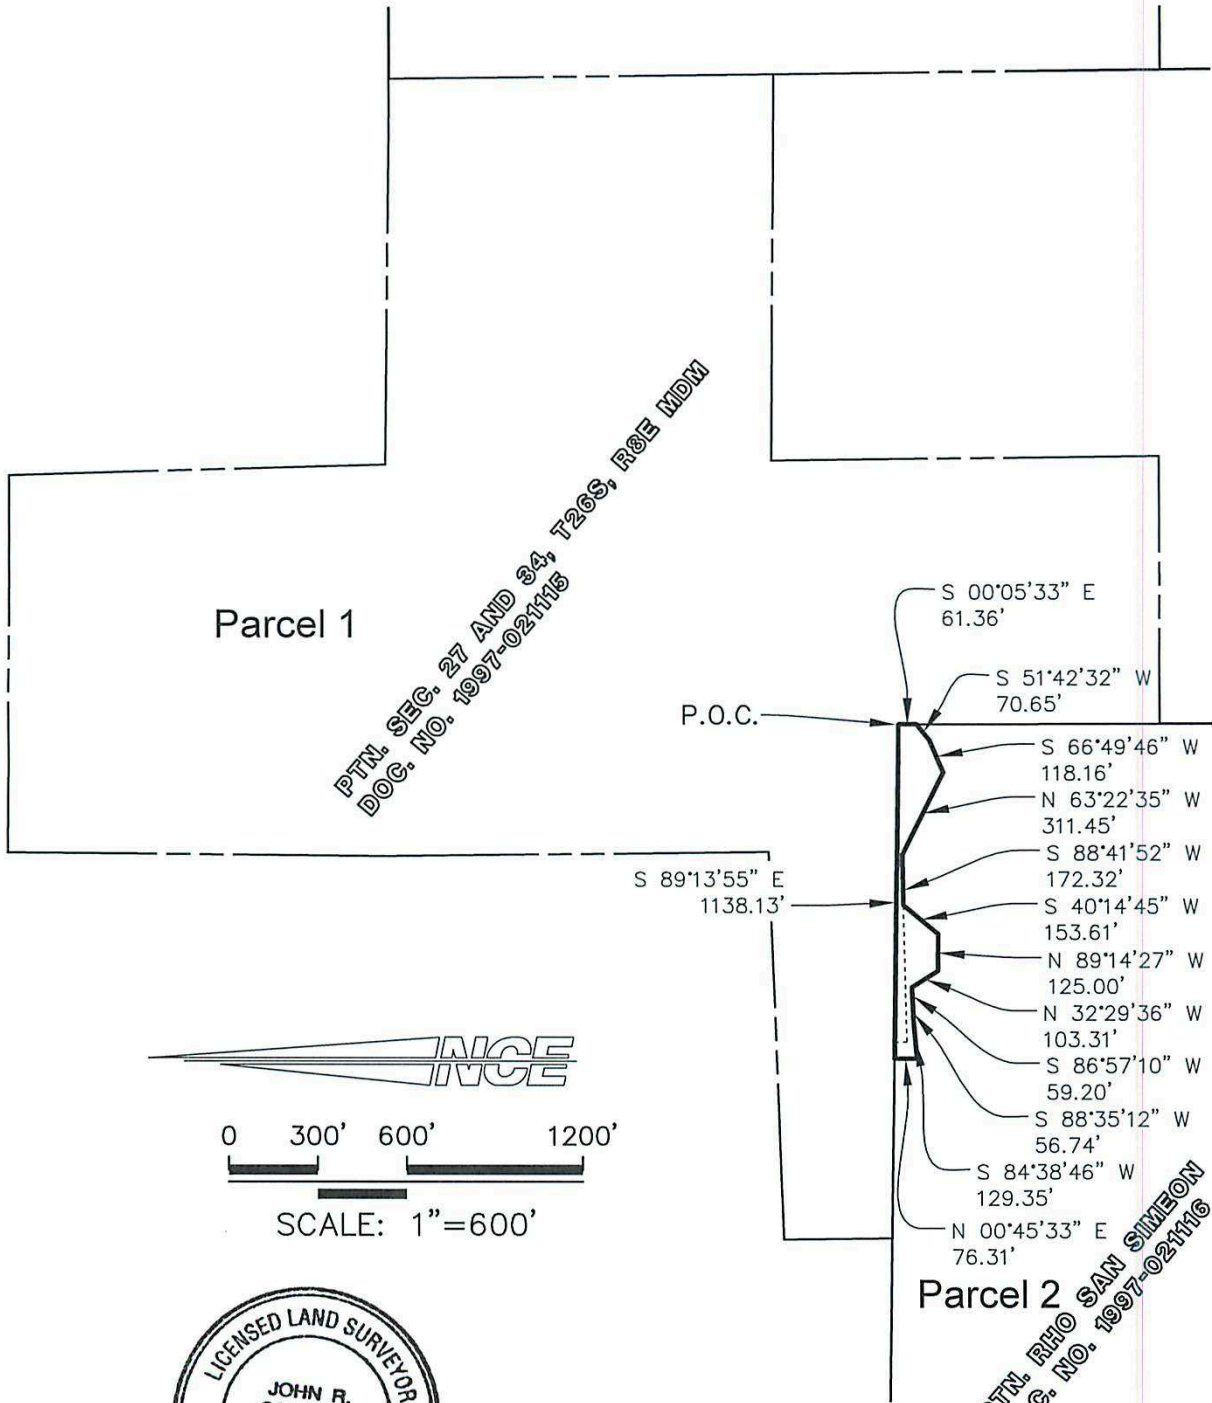 Parcel 1
PTN. SEC. 27 AND 34, T26S, R8E MDM
DOC. NO. 1997-021115
S 00°05'33" E
61.36'
S 51°42'32" W
70.65'
P.O.C.
S 66°49'46" W
118.16'
N 63°22'35" W
311.45'
S 88°41'52" W
172.32'
S 89°13'55" E
1138.13'
S 40°14'45" W
153.61'
N 89°14'27" W
125.00'
N 32°29'36" W
103.31'
S 86°57'10" W
59.20'
S 88°35'12" W
56.74'
S 84°38'46" W
129.35'
N 00°45'33" E
76.31'
NCE
0 300' 600' 1200'
SCALE: 1"=600'
Parcel 2
PTN. RHO SAN SIMEON
C. NO. 1997-021116
LICENSED LAND SURVEYOR
JOHN R.